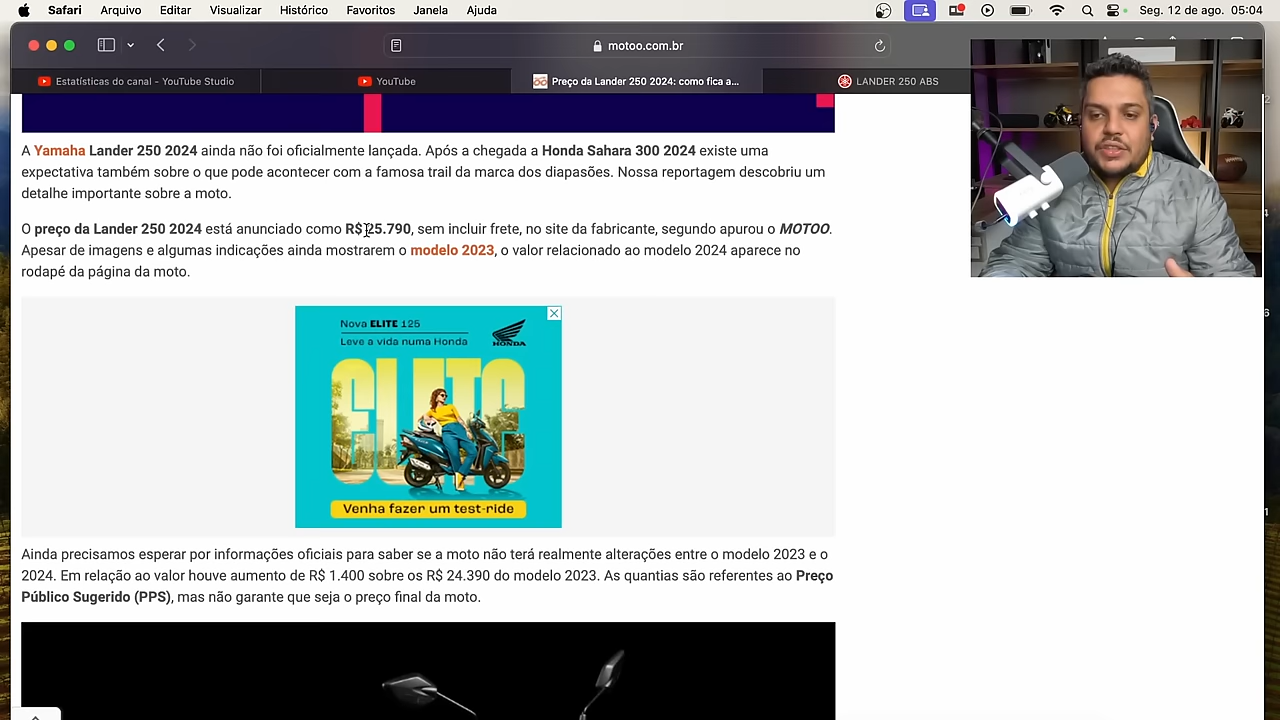 Safari Arquivo Editar Visualizar Histórico Favoritos Janela Ajuda Seg. 12 de ago. 05:04
motoo.com.br
Estatísticas do canal - YouTube Studio YouTube Preço da Lander 250 2024: como fica a... LANDER 250 ABS
A Yamaha Lander 250 2024 ainda não foi oficialmente lançada. Após a chegada a Honda Sahara 300 2024 existe uma
expectativa também sobre o que pode acontecer com a famosa trail da marca dos diapasões. Nossa reportagem descobriu um
detalhe importante sobre a moto.
O preço da Lander 250 2024 está anunciado como R$ 25.790, sem incluir frete, no site da fabricante, segundo apurou o MOTOO.
Apesar de imagens e algumas indicações ainda mostrarem o modelo 2023, o valor relacionado ao modelo 2024 aparece no
rodapé da página da moto.
Nova ELITE 125
Leve a vida numa Honda
HONDA
ELITE
Venha fazer um test-ride
Ainda precisamos esperar por informações oficiais para saber se a moto não terá realmente alterações entre o modelo 2023 e o
2024. Em relação ao valor houve aumento de R$ 1.400 sobre os R$ 24.390 do modelo 2023. As quantias são referentes ao Preço
Público Sugerido (PPS), mas não garante que seja o preço final da moto.